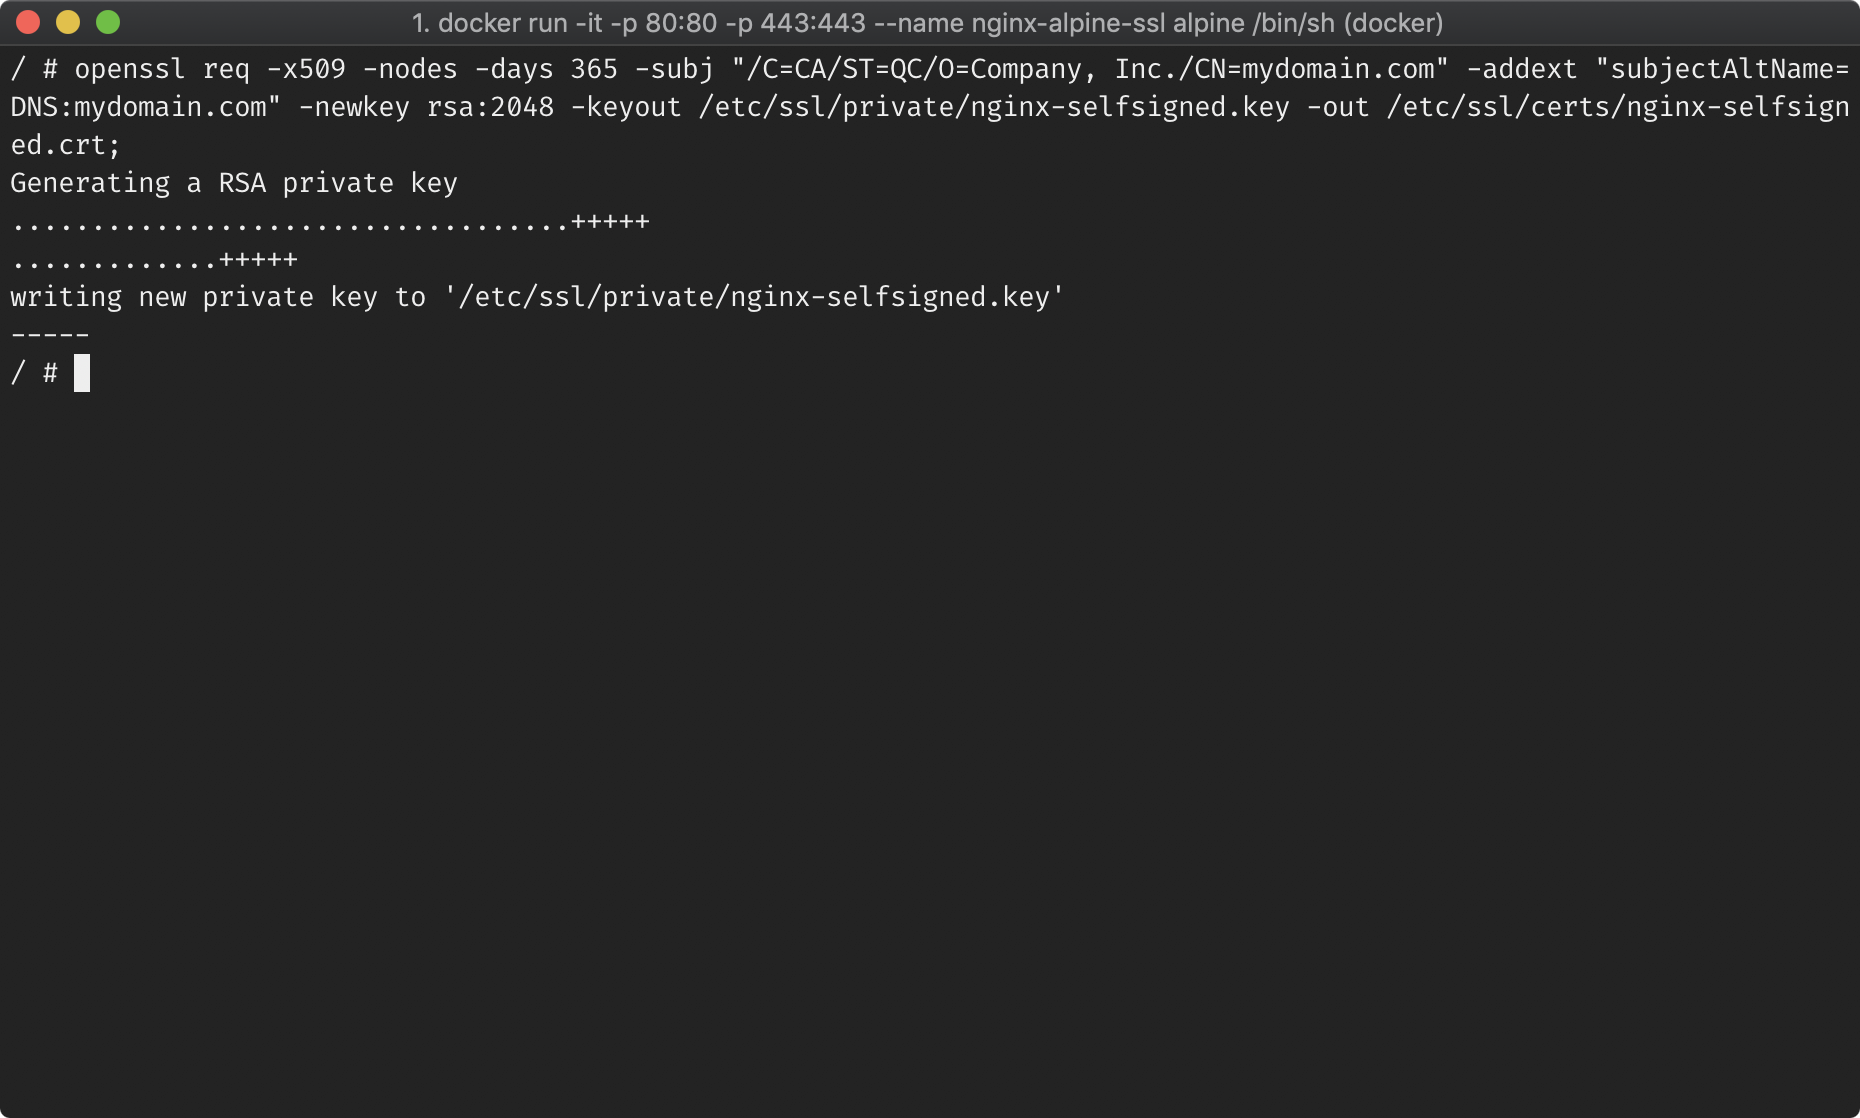 1. docker run -it -p 80:80 -p 443:443 --name nginx-alpine-ssl alpine /bin/sh (docker)
/ # openssl req -x509 -nodes -days 365 -subj "/C=CA/ST=QC/O=Company, Inc./CN=mydomain.com" -addext "subjectAltName=
DNS:mydomain.com" -newkey rsa:2048 -keyout /etc/ssl/private/nginx-selfsigned.key -out /etc/ssl/certs/nginx-selfsign
ed.crt;
Generating a RSA private key
...................................+++++
.............+++++
writing new private key to '/etc/ssl/private/nginx-selfsigned.key'
-----
/ #